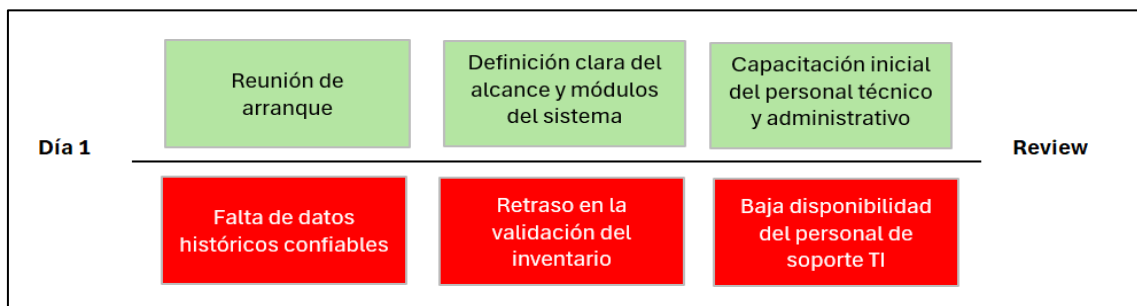 Reunión de
arranque
Definición clara del
alcance y módulos
del sistema
Capacitación inicial
del personal técnico
y administrativo
Día 1
Review
Falta de datos
históricos confiables
Retraso en la
validación del
inventario
Baja disponibilidad
del personal de
soporte TI